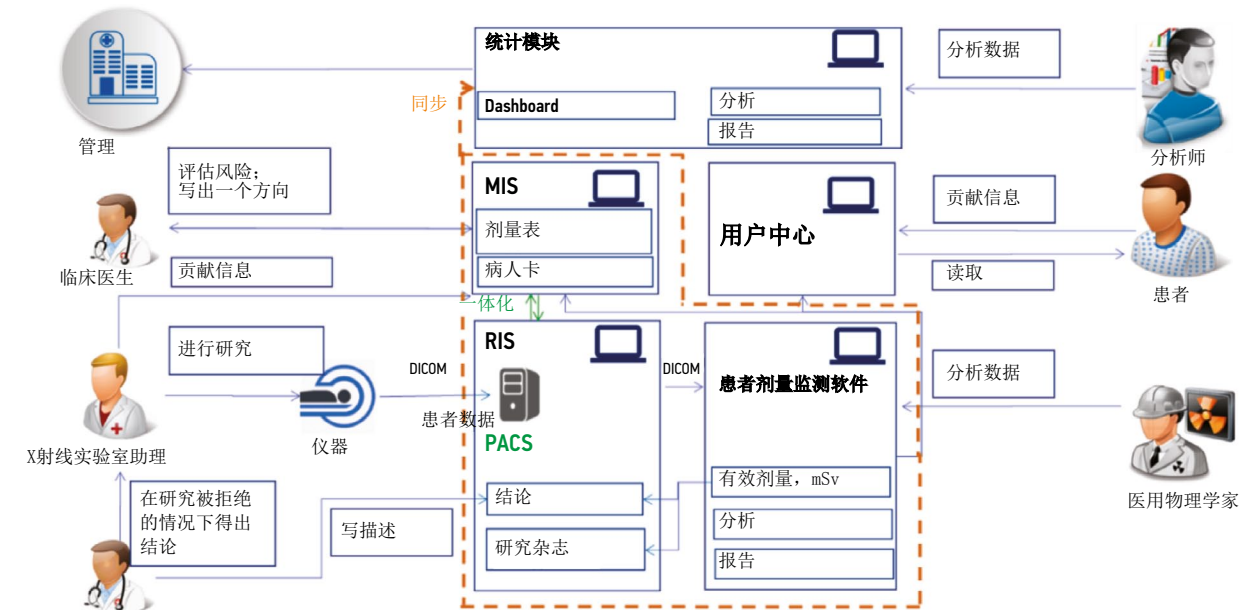 统计模块
分析数据
同步
Dashboard
分析
报告
管理
分析师
评估风险;
写出一个方向
MIS
剂量表
病人卡
用户中心
贡献信息
读取
患者
临床医生
贡献信息
一体化
进行研究
RIS
DICOM
DICOM
患者剂量监测软件
分析数据
患者数据
PACS
仪器
X射线实验室助理
有效剂量, mSv
医用物理学家
在研究被拒绝
的情况下得出
结论
写描述
结论
分析
研究杂志
报告